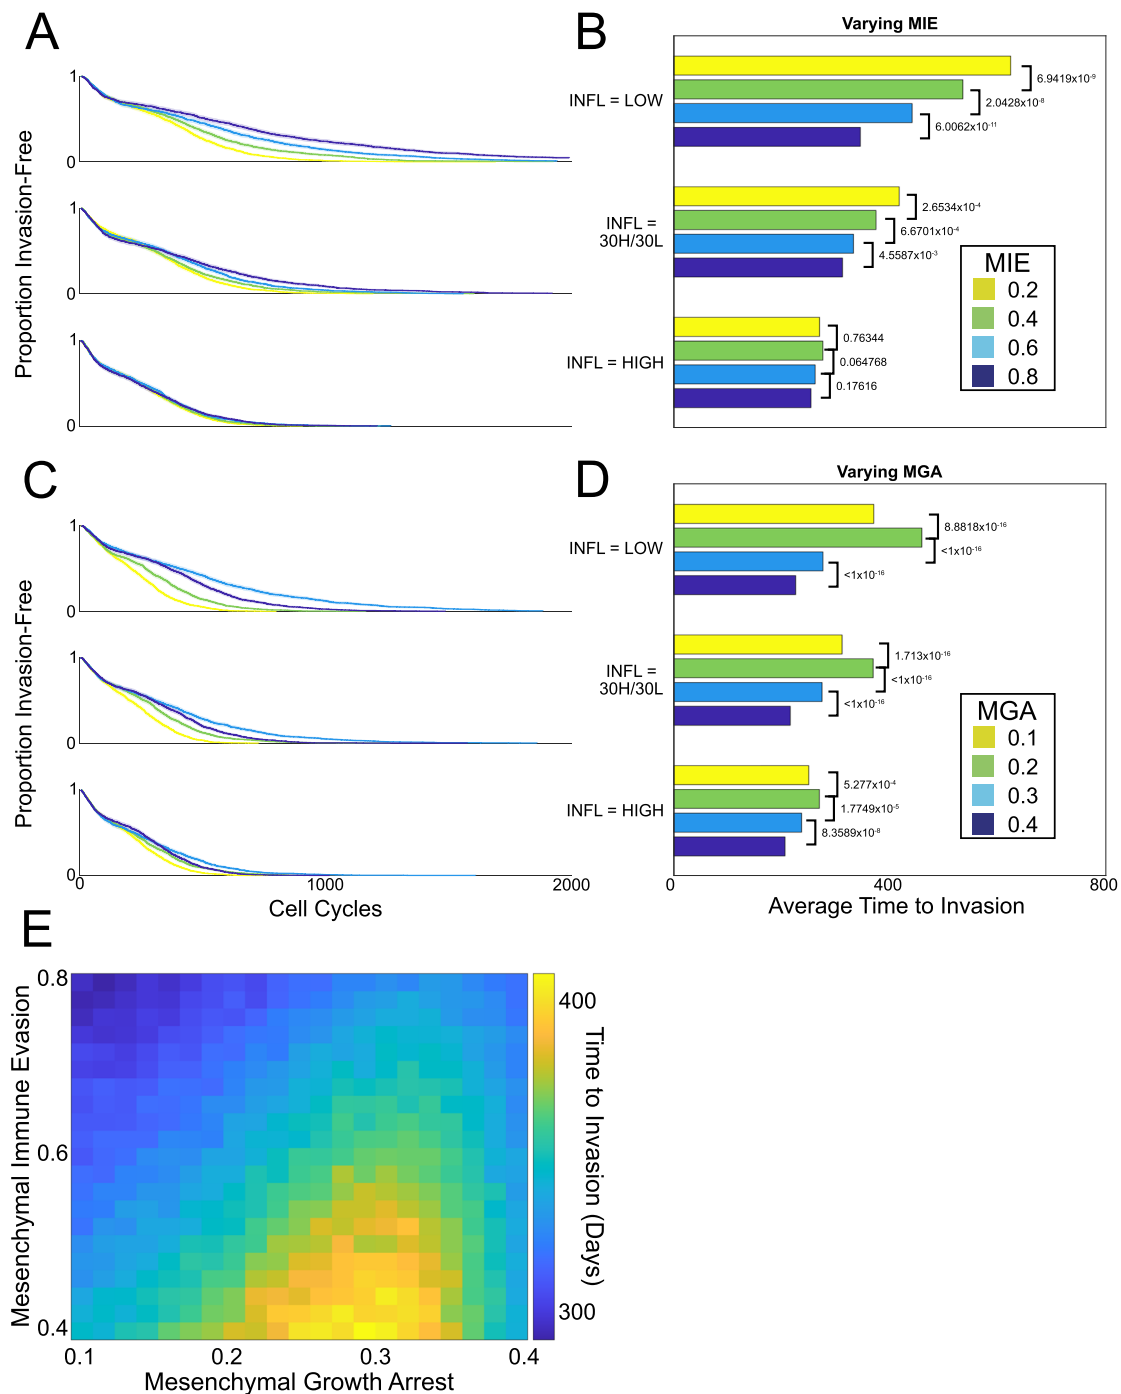 A
Proportion Invasion-Free
1
0
1
0
1
0
B
Varying MIE
INFL = LOW
6.9419x10-9
2.0428x10-8
6.0062x10-11
INFL =
30H/30L
2.6534x10-4
6.6701x10-4
4.5587x10-3
INFL = HIGH
0.76344
0.064768
0.17616
MIE
0.2
0.4
0.6
0.8
C
Proportion Invasion-Free
1
0
1
0
1
0
0 1000 2000
Cell Cycles
D
Varying MGA
INFL = LOW
8.8818x10-16
<1x10-16
<1x10-16
INFL =
30H/30L
1.713x10-16
<1x10-16
<1x10-16
INFL = HIGH
5.277x10-4
1.7749x10-5
8.3589x10-8
MGA
0.1
0.2
0.3
0.4
0 400 800
Average Time to Invasion
E
Mesenchymal Immune Evasion
0.8
0.6
0.4
0.1 0.2 0.3 0.4
Mesenchymal Growth Arrest
400
300
Time to Invasion (Days)